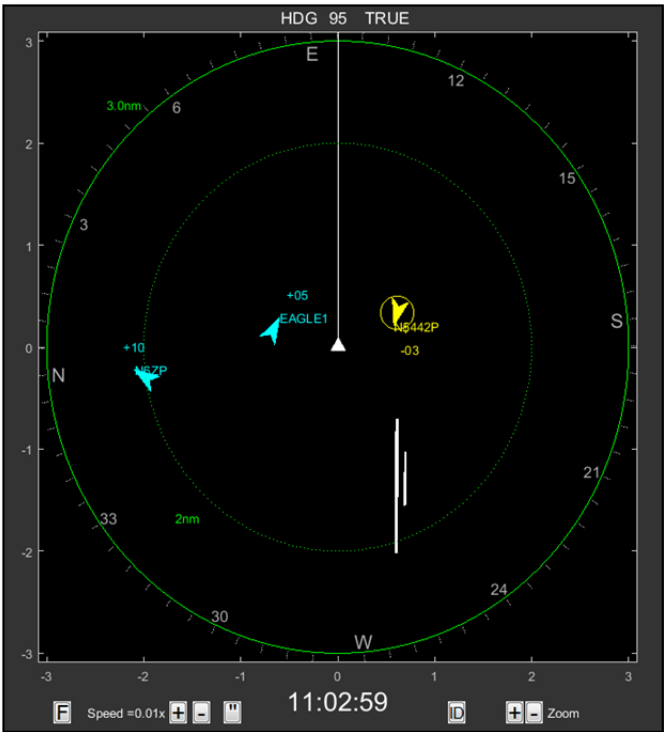 HDG 95 TRUE
3
E
12
3.0nm
6
2
15
3
1
+05
EAGLE1
S
N5442P
0
+10
-03
N6ZP
N
-1
21
33
2nm
-2
24
30
W
-3
-3 -2 -1 0 1 2 3
F Speed =0.01x + - " 11:02:59 ID + - Zoom